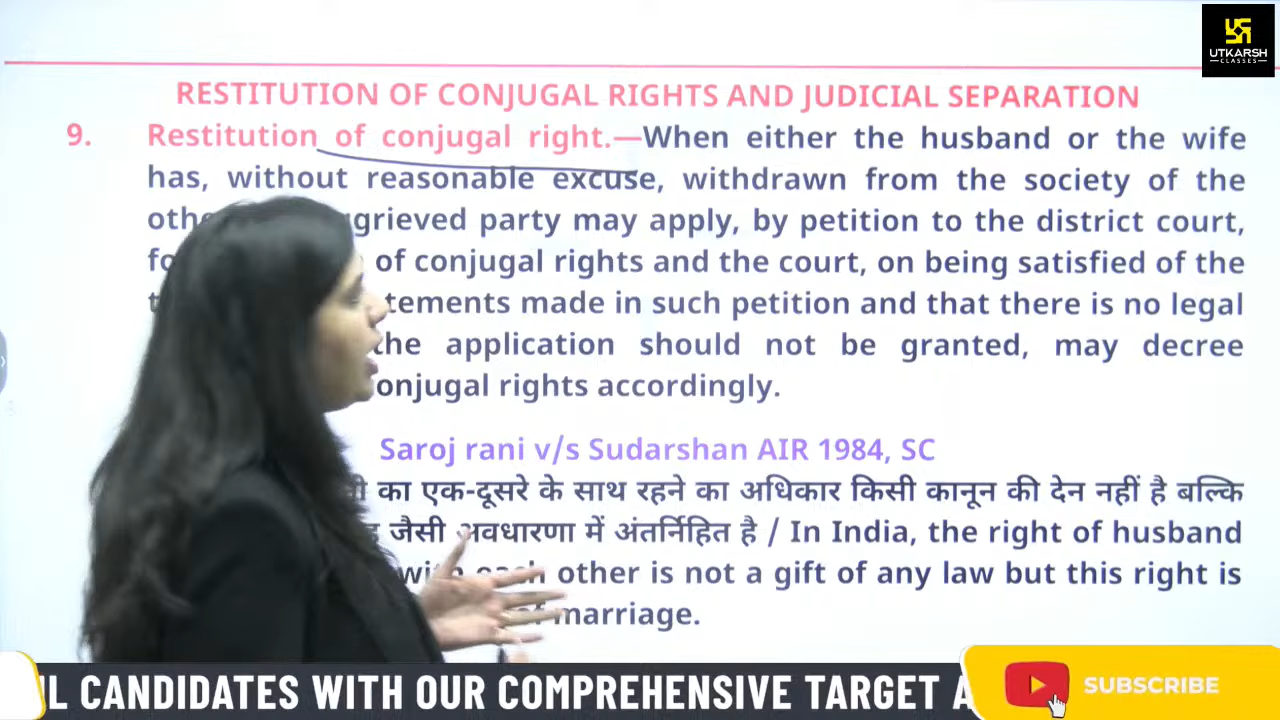 UTKARSH
CLASSES
RESTITUTION OF CONJUGAL RIGHTS AND JUDICIAL SEPARATION
9. Restitution of conjugal right.—When either the husband or the wife
has, without reasonable excuse, withdrawn from the society of the
ggrieved party may apply, by petition to the district court,
of conjugal rights and the court, on being satisfied of the
tements made in such petition and that there is no legal
the application should not be granted, may decree
onjugal rights accordingly.
Saroj rani v/s Sudarshan AIR 1984, SC
का एक-दूसरे के साथ रहने का अधिकार किसी कानून की देन नहीं है बल्कि
जैसी अवधारणा में अंतर्निहित है / In India, the right of husband
with each other is not a gift of any law but this right is
of marriage.
IL CANDIDATES WITH OUR COMPREHENSIVE TARGET A
SUBSCRIBE